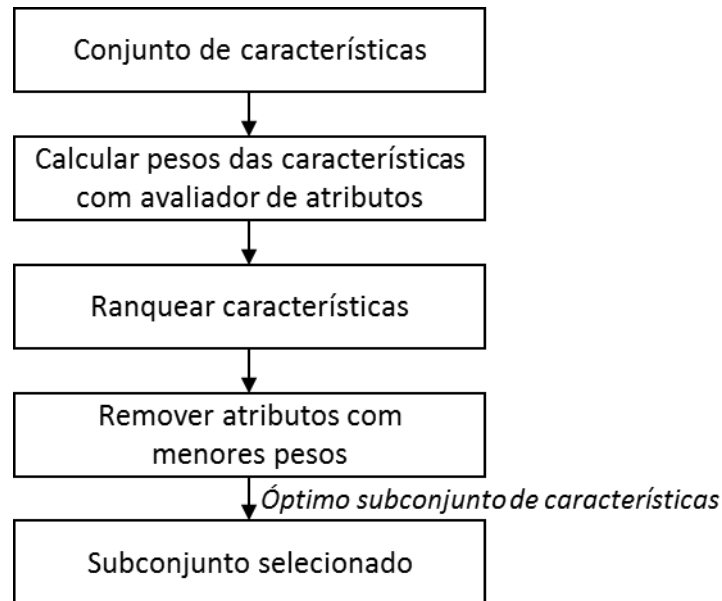 Conjunto de características
Calcular pesos das características
com avaliador de atributos
Ranquear características
Remover atributos com
menores pesos
Óptimo subconjunto de características
Subconjunto selecionado